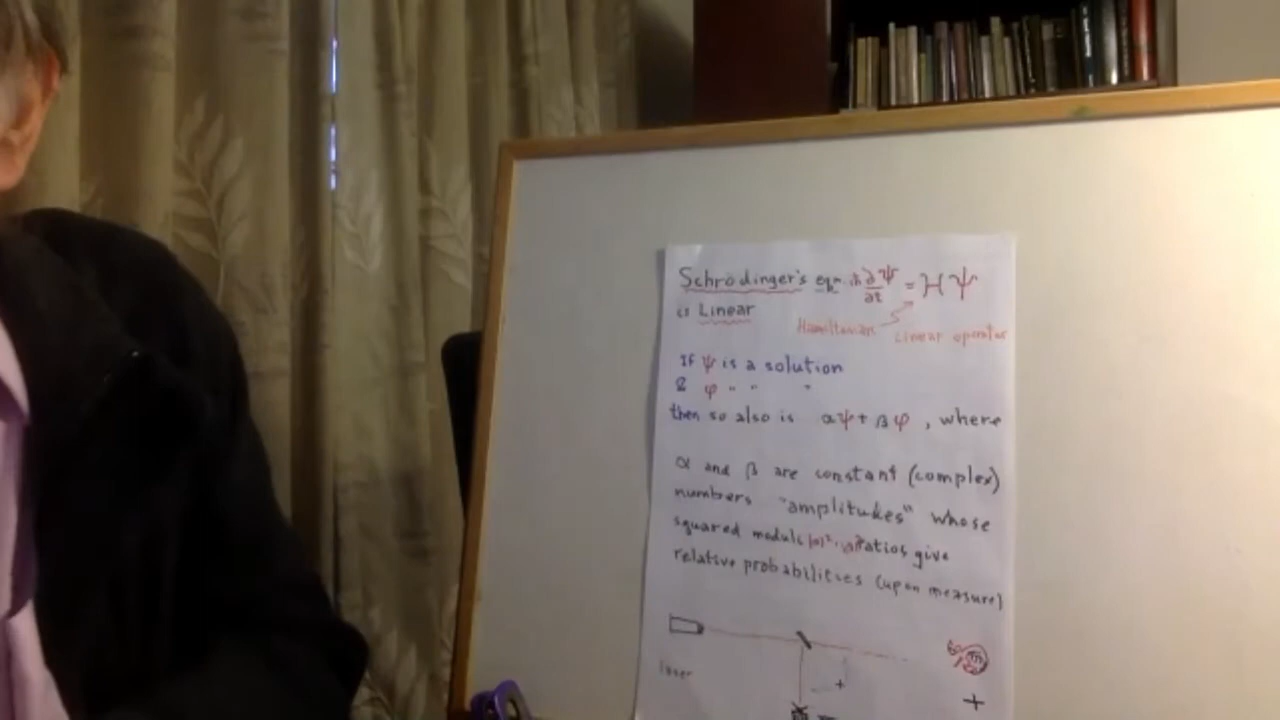 Schrödinger's eqn iħ ∂ψ/∂t = Hψ
is Linear
Hamiltonian linear operator
If ψ is a solution
& φ " " "
then so also is αψ + βφ , where
α and β are constant (complex)
numbers "amplitudes" whose
squared moduli ratios give
relative probabilities (upon measure)
laser
+
+